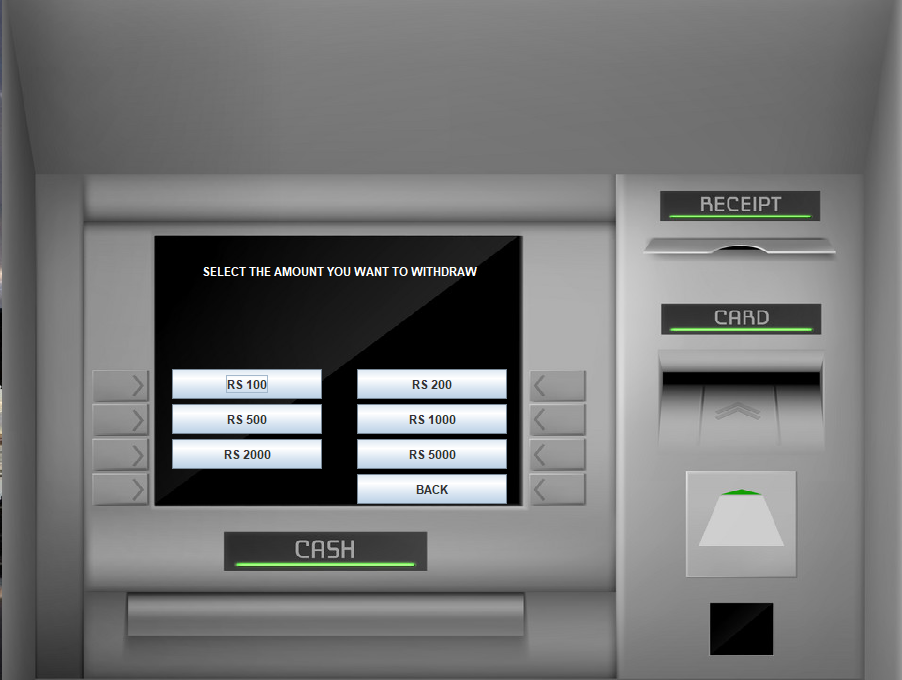 RECEIPT
SELECT THE AMOUNT YOU WANT TO WITHDRAW
CARD
RS 100
RS 200
RS 500
RS 1000
RS 2000
RS 5000
BACK
CASH